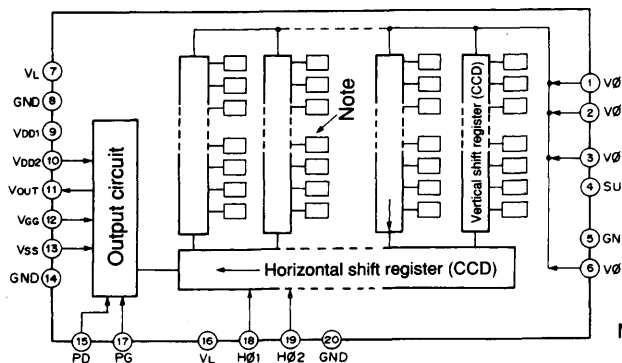 VL 7
GND 8
VDD1 9
VDD2 10
VOUT 11
VGG 12
VSS 13
GND 14
Output circuit
Note
Vertical shift register (CCD)
Horizontal shift register (CCD)
1 VØ
2 VØ
3 VØ
4 SU
5 GN
6 VØ
15 17 16 18 19 20
PD PG VL HØ1 HØ2 GND